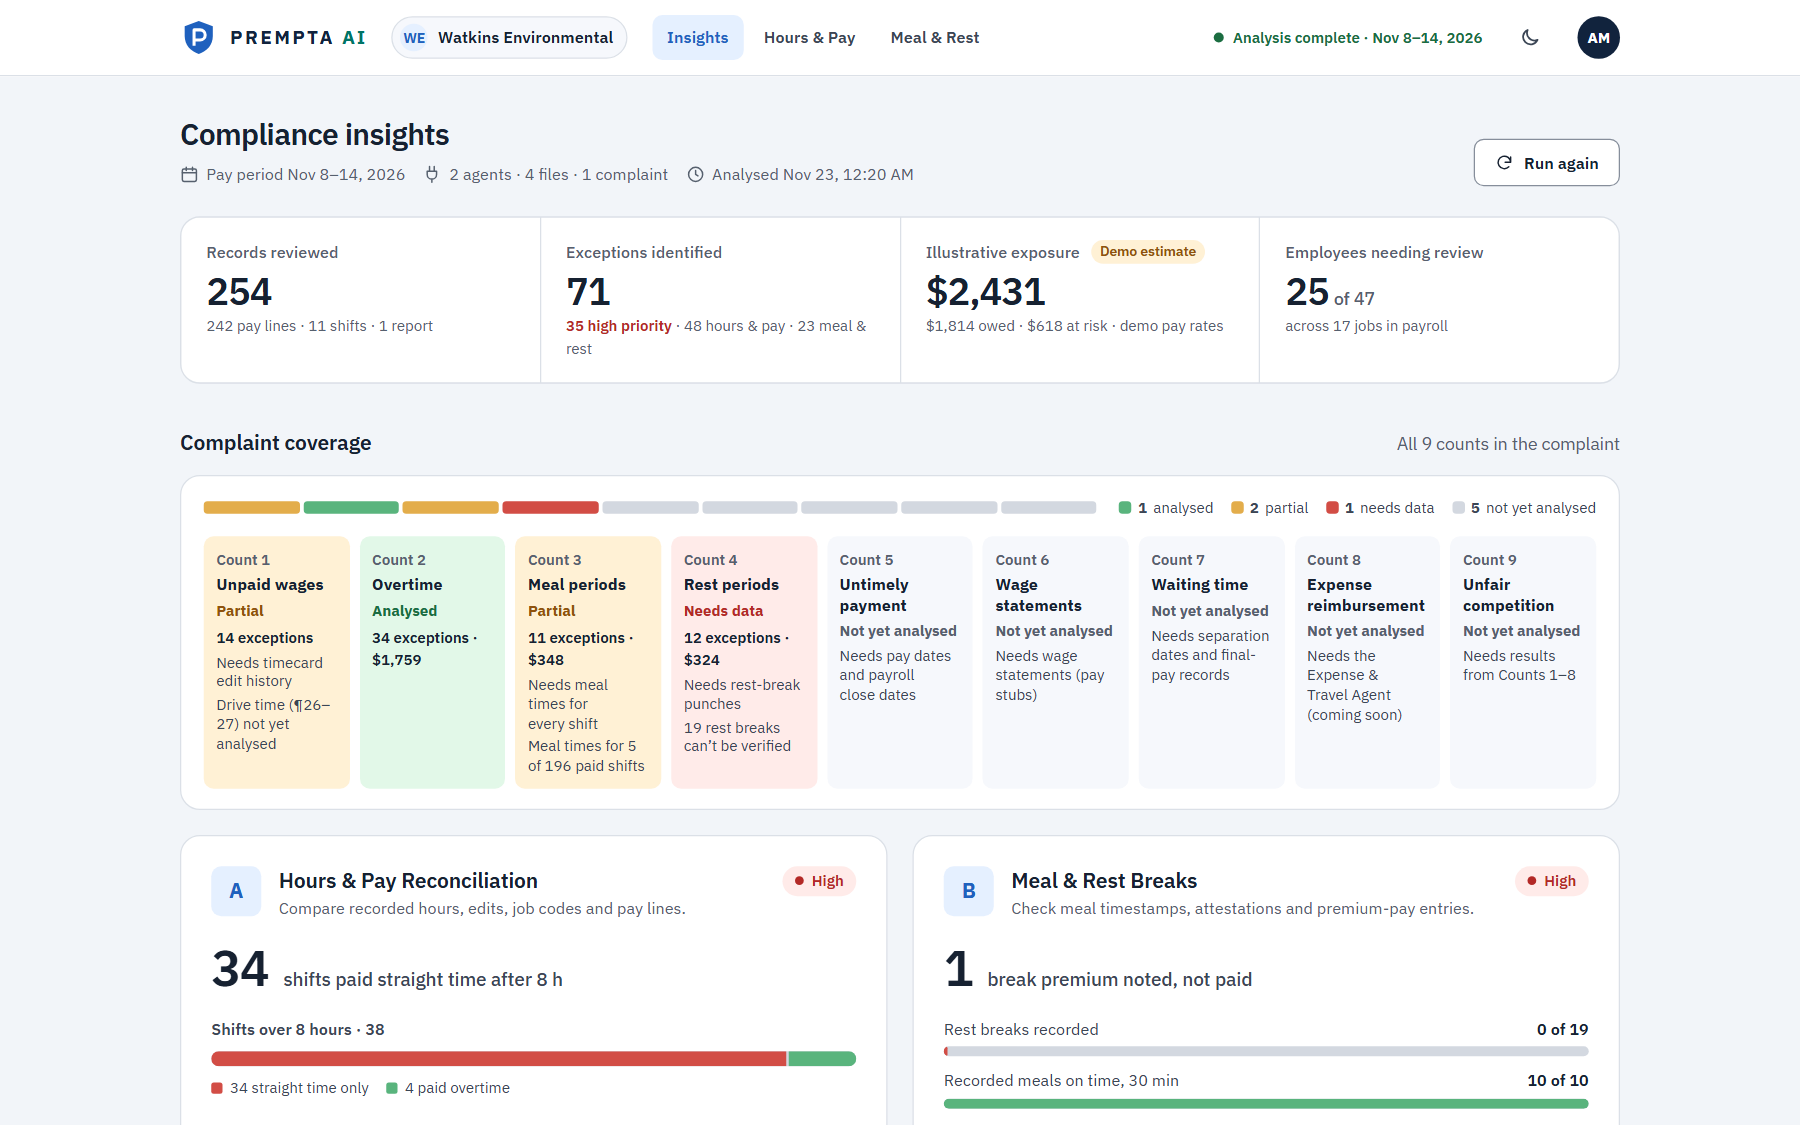 PREMPTA AI
WE Watkins Environmental
Insights
Hours & Pay
Meal & Rest
Analysis complete · Nov 8–14, 2026
AM
Compliance insights
Pay period Nov 8–14, 2026
2 agents · 4 files · 1 complaint
Analysed Nov 23, 12:20 AM
Run again
Records reviewed
254
242 pay lines · 11 shifts · 1 report
Exceptions identified
71
35 high priority · 48 hours & pay · 23 meal &
rest
Illustrative exposure
Demo estimate
$2,431
$1,814 owed · $618 at risk · demo pay rates
Employees needing review
25 of 47
across 17 jobs in payroll
Complaint coverage
All 9 counts in the complaint
1 analysed
2 partial
1 needs data
5 not yet analysed
Count 1
Unpaid wages
Partial
14 exceptions
Needs timecard
edit history
Drive time (¶26–
27) not yet
analysed
Count 2
Overtime
Analysed
34 exceptions ·
$1,759
Count 3
Meal periods
Partial
11 exceptions ·
$348
Needs meal
times for
every shift
Meal times for 5
of 196 paid shifts
Count 4
Rest periods
Needs data
12 exceptions ·
$324
Needs rest-break
punches
19 rest breaks
can’t be verified
Count 5
Untimely
payment
Not yet analysed
Needs pay dates
and payroll
close dates
Count 6
Wage
statements
Not yet analysed
Needs wage
statements (pay
stubs)
Count 7
Waiting time
Not yet analysed
Needs separation
dates and final-
pay records
Count 8
Expense
reimbursement
Not yet analysed
Needs the
Expense &
Travel Agent
(coming soon)
Count 9
Unfair
competition
Not yet analysed
Needs results
from Counts 1–8
A
Hours & Pay Reconciliation
High
Compare recorded hours, edits, job codes and pay lines.
34 shifts paid straight time after 8 h
Shifts over 8 hours · 38
34 straight time only
4 paid overtime
B
Meal & Rest Breaks
High
Check meal timestamps, attestations and premium-pay entries.
1 break premium noted, not paid
Rest breaks recorded
0 of 19
Recorded meals on time, 30 min
10 of 10